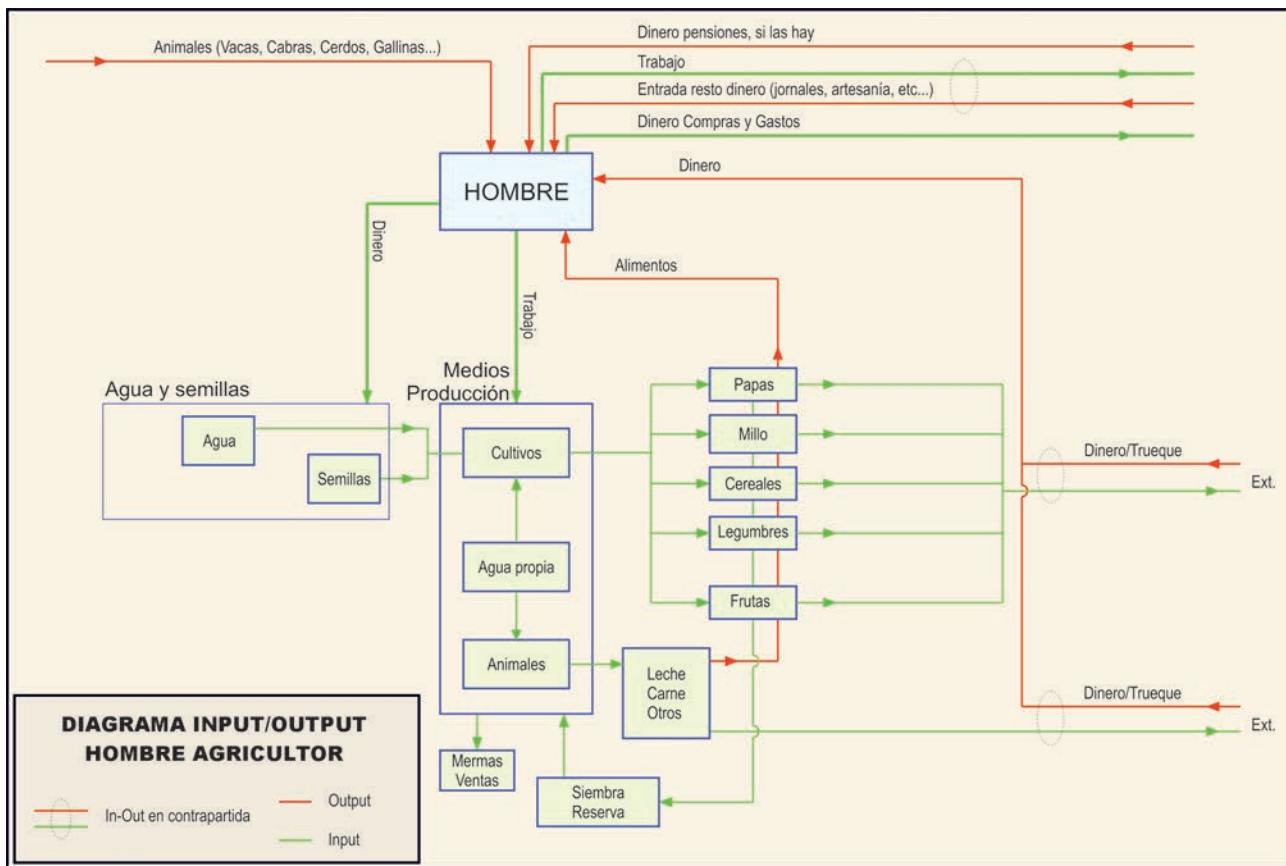 Animales (Vacas, Cabras, Cerdos, Gallinas...)
Dinero pensiones, si las hay
Trabajo
Entrada resto dinero (jornales, artesanía, etc...)
Dinero Compras y Gastos
HOMBRE
Dinero
Dinero
Alimentos
Trabajo
Agua y semillas
Medios
Producción
Agua
Semillas
Cultivos
Agua propia
Animales
Papas
Millo
Cereales
Legumbres
Frutas
Dinero/Trueque
Ext.
Leche
Carne
Otros
Dinero/Trueque
Ext.
Mermas
Ventas
Siembra
Reserva
DIAGRAMA INPUT/OUTPUT
HOMBRE AGRICULTOR
In-Out en contrapartida
Output
Input